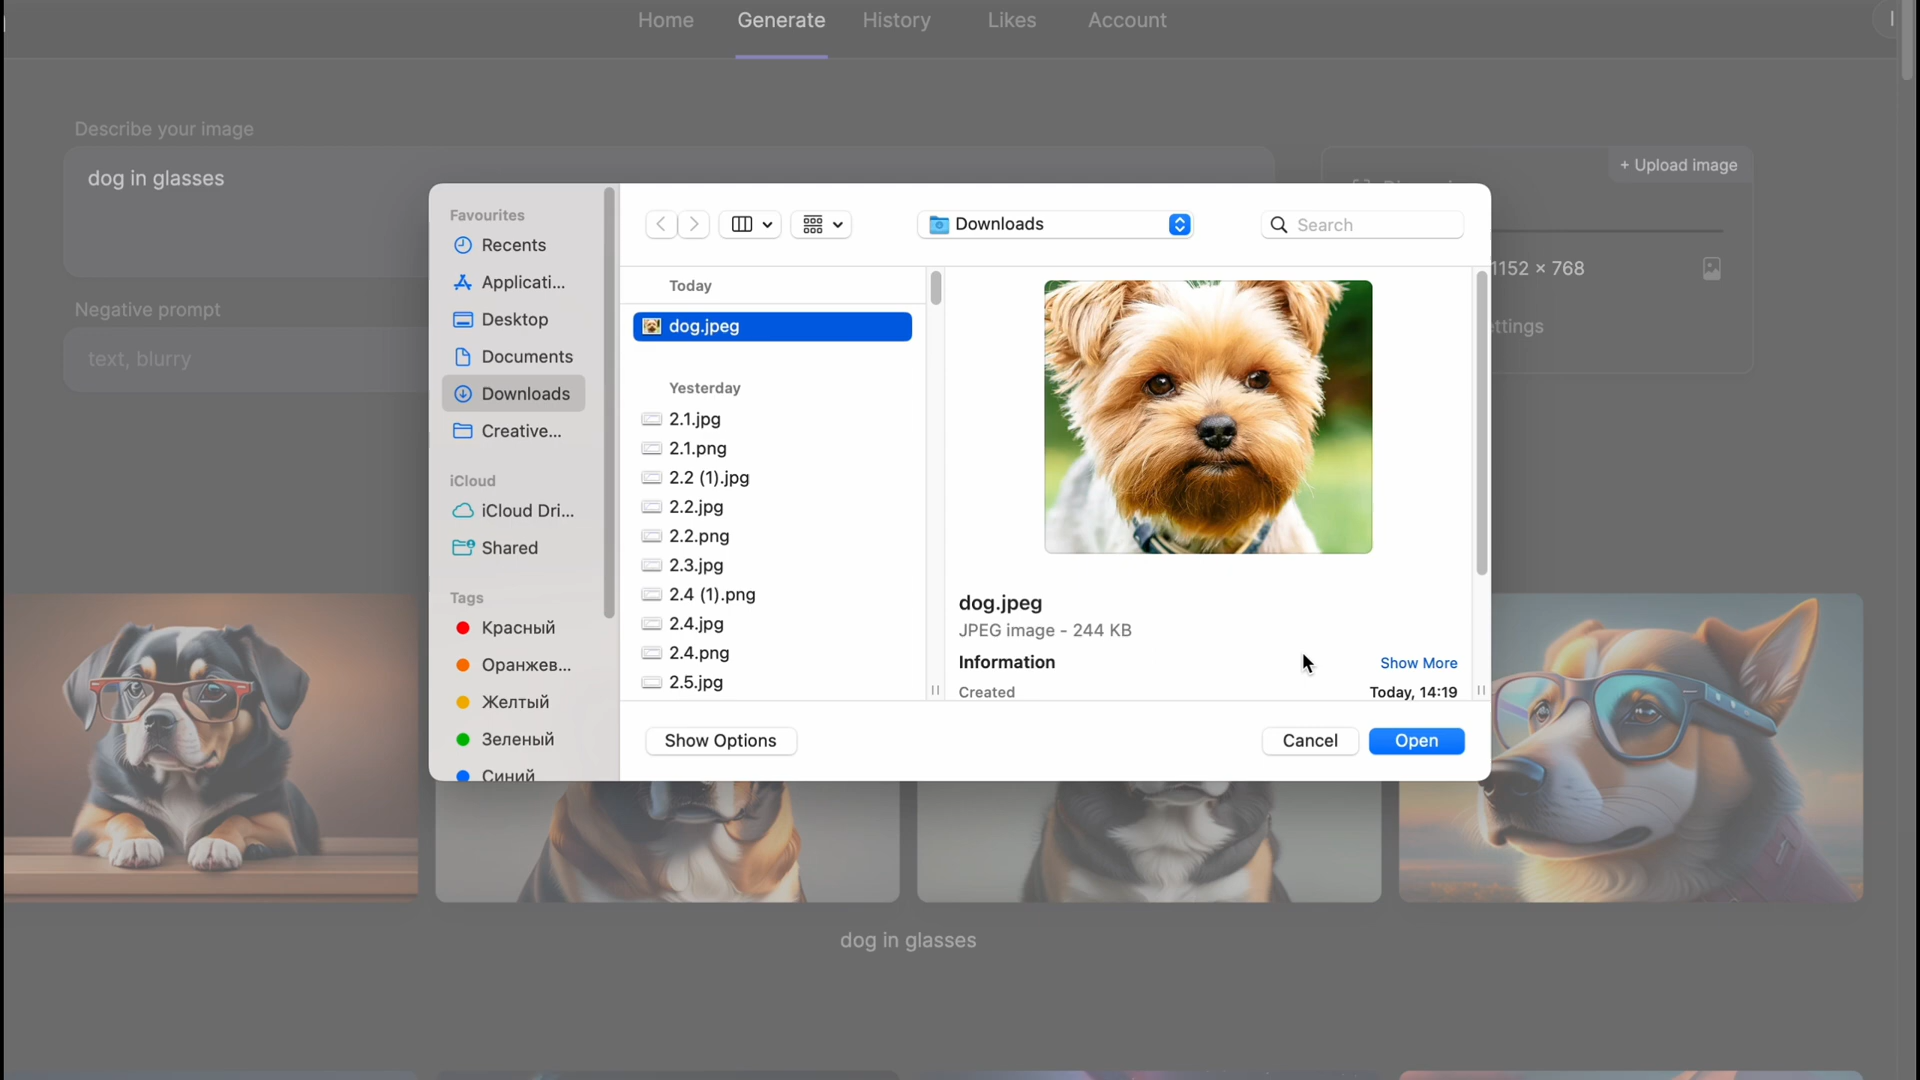 Home Generate History Likes Account
Describe your image
dog in glasses
+ Upload image
1152 × 768
Negative prompt
text, blurry
Favourites
Recents
Applicati...
Desktop
Documents
Downloads
Creative...
iCloud
iCloud Dri...
Shared
Tags
Красный
Оранжев...
Желтый
Зеленый
Синий
Downloads
Search
Today
dog.jpeg
Yesterday
2.1.jpg
2.1.png
2.2 (1).jpg
2.2.jpg
2.2.png
2.3.jpg
2.4 (1).png
2.4.jpg
2.4.png
2.5.jpg
dog.jpeg
JPEG image - 244 KB
Information
Show More
Created
Today, 14:19
Show Options
Cancel
Open
dog in glasses